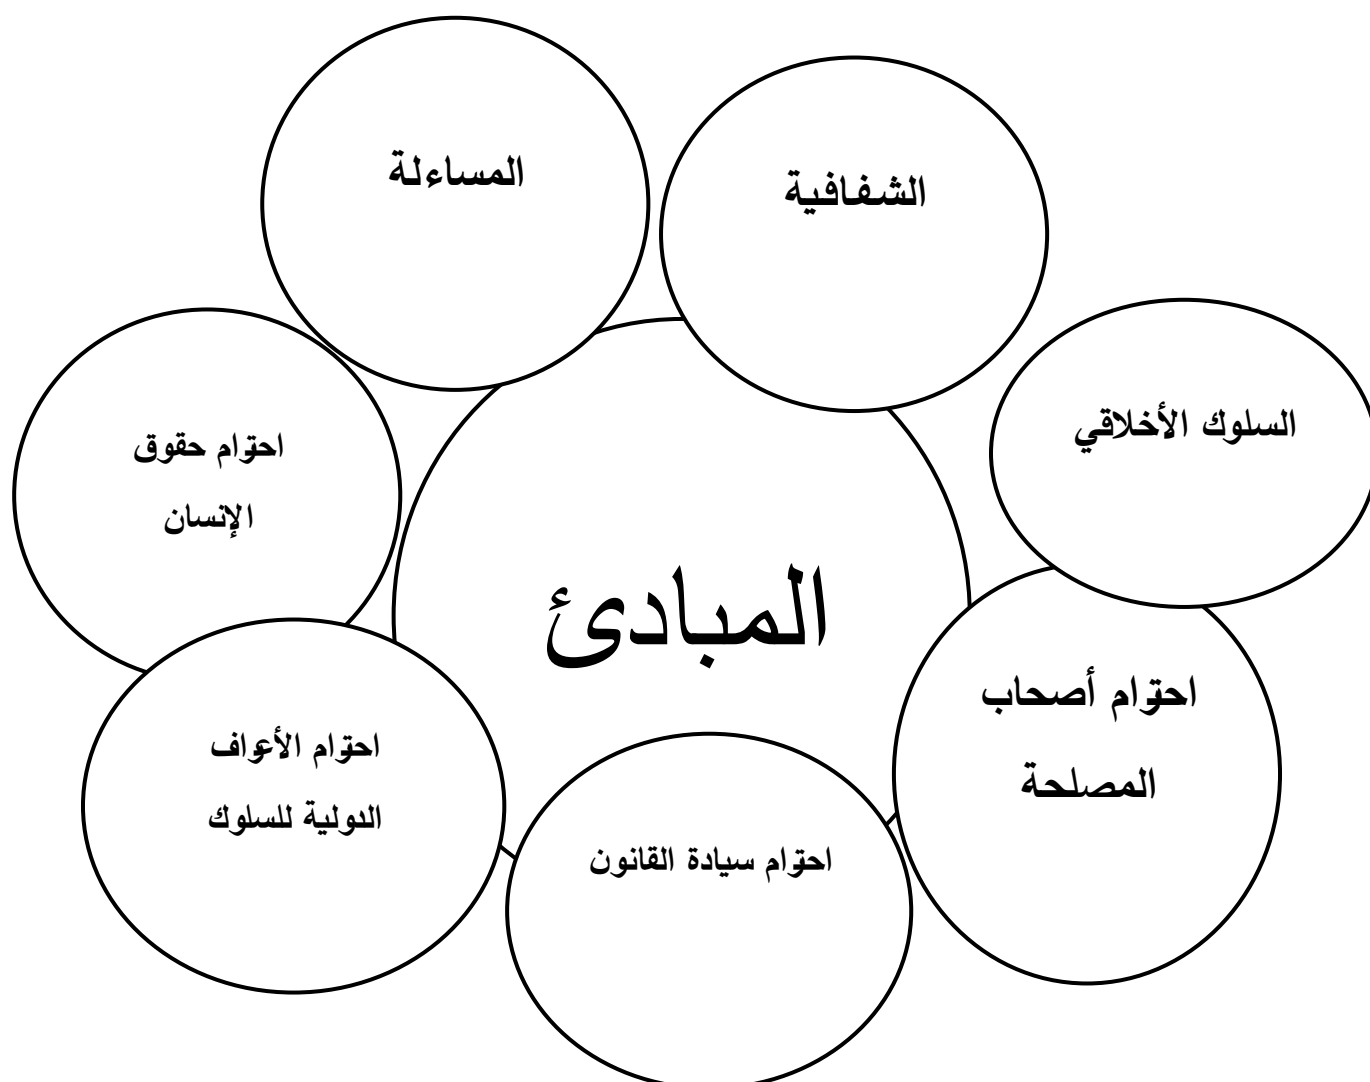 المساءلة
الشفافية
السلوك الأخلاقي
احترام حقوق
الإنسان
المبادئ
احترام أصحاب
المصلحة
احترام الأعراف
الدولية للسلوك
احترام سيادة القانون